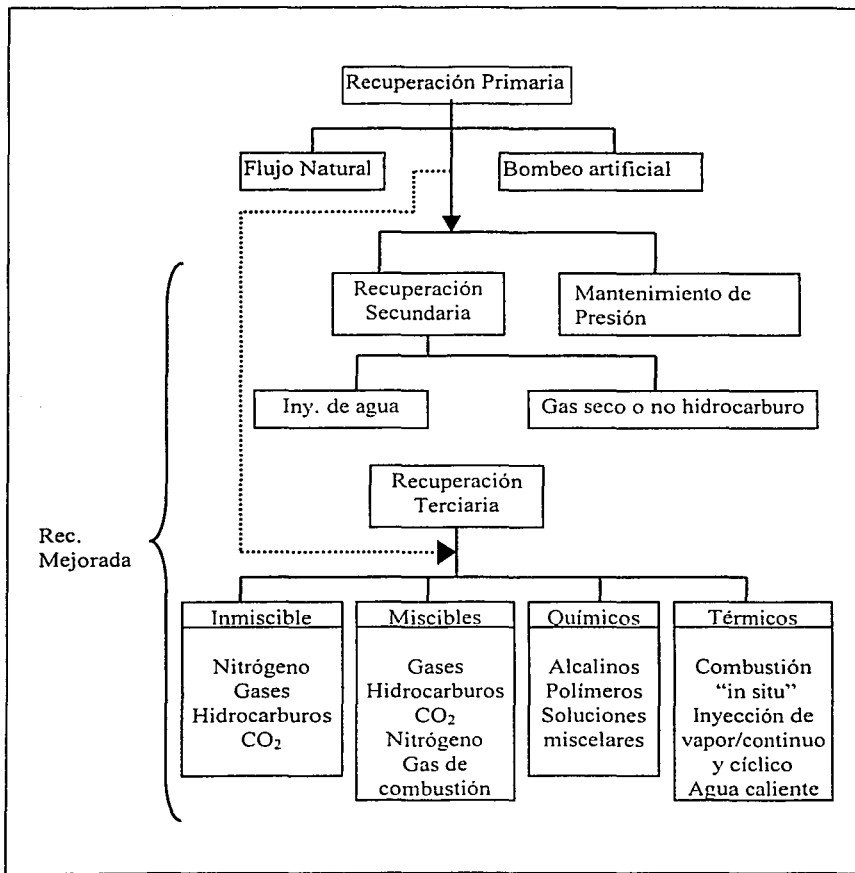 Recuperación Primaria
Flujo Natural
Bombeo artificial
Recuperación
Secundaria
Mantenimiento de
Presión
Iny. de agua
Gas seco o no hidrocarburo
Recuperación
Terciaria
Rec.
Mejorada
Inmiscible
Nitrógeno
Gases
Hidrocarburos
CO₂
Miscibles
Gases
Hidrocarburos
CO₂
Nitrógeno
Gas de
combustión
Químicos
Alcalinos
Polímeros
Soluciones
miscelares
Térmicos
Combustión
“in situ”
Inyección de
vapor/continuo
y cíclico
Agua caliente